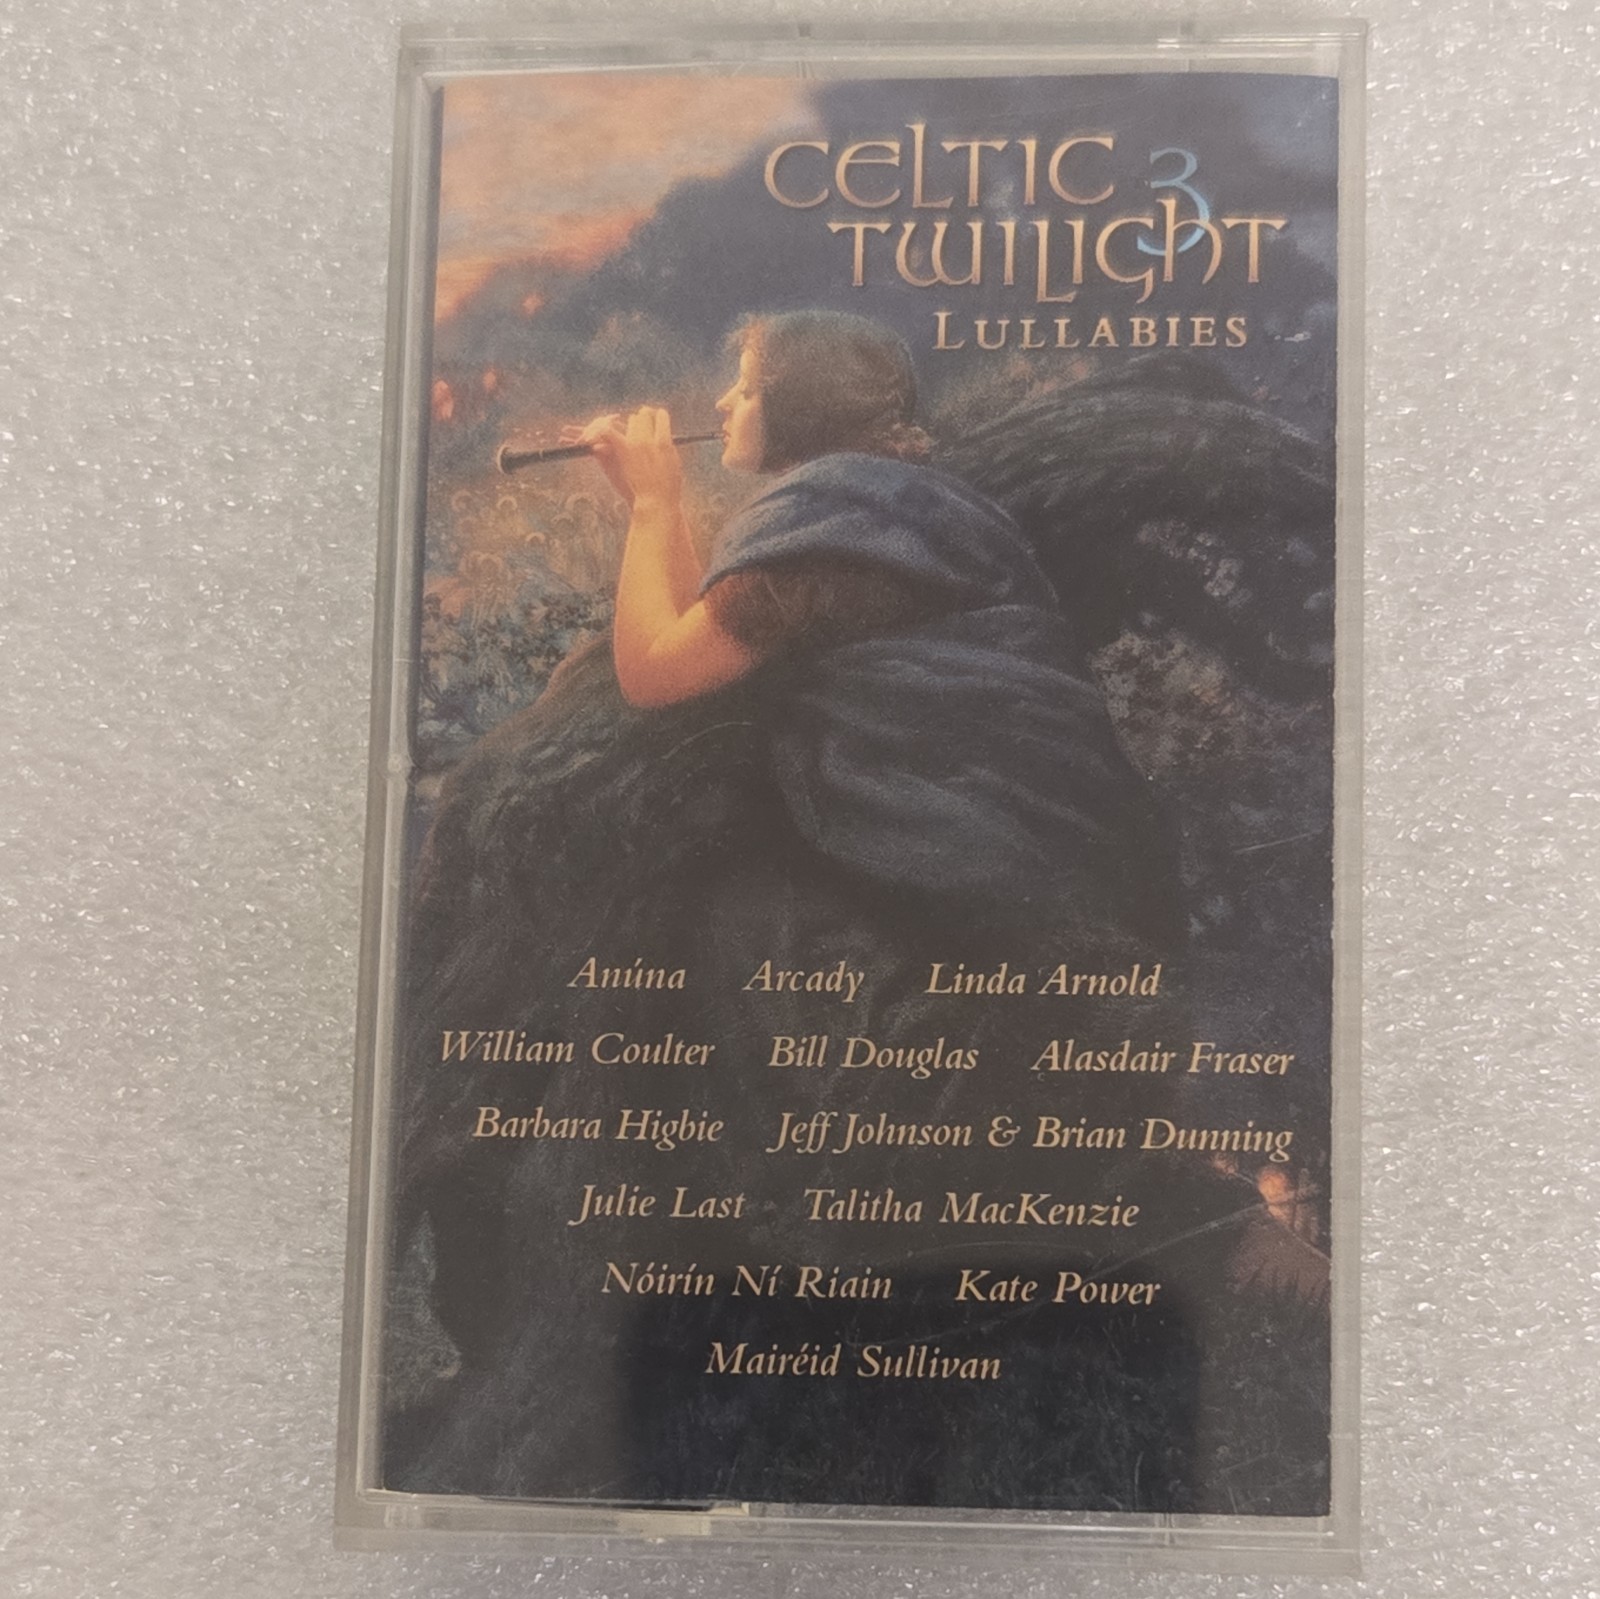 CELTIC 3
TWILIGHT
LULLABIES
Anúna Arcady Linda Arnold
William Coulter Bill Douglas Alasdair Fraser
Barbara Higbie Jeff Johnson & Brian Dunning
Julie Last Talitha MacKenzie
Nóirín Ní Riain Kate Power
Mairéid Sullivan